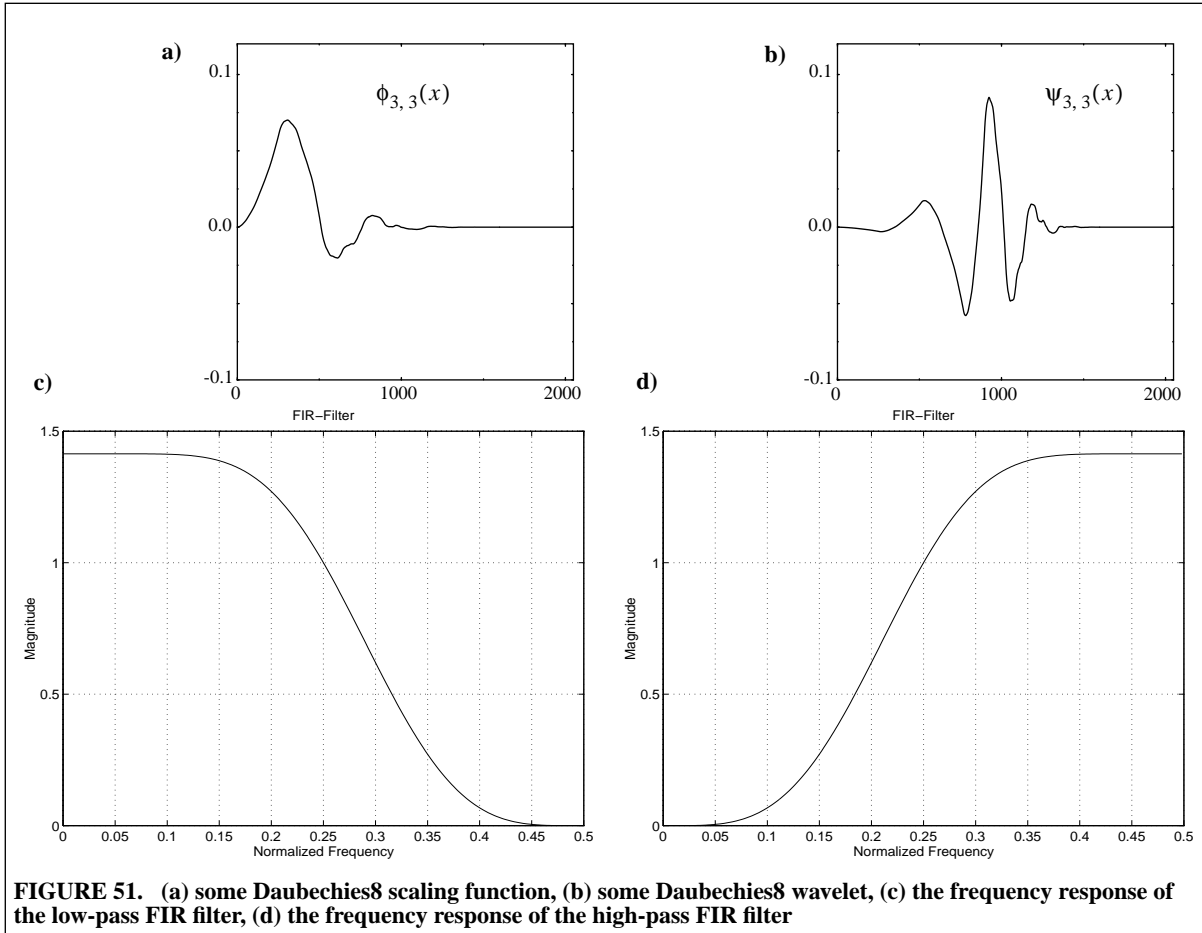 a)
0.1
ϕ3, 3(x)
0.0
-0.1
0 1000 2000
b)
0.1
ψ3, 3(x)
0.0
-0.1
0 1000 2000
c)
FIR−Filter
1.5
1
0.5
0
Magnitude
0 0.05 0.1 0.15 0.2 0.25 0.3 0.35 0.4 0.45 0.5
Normalized Frequency
d)
FIR−Filter
1.5
1
0.5
0
Magnitude
0 0.05 0.1 0.15 0.2 0.25 0.3 0.35 0.4 0.45 0.5
Normalized Frequency
FIGURE 51. (a) some Daubechies8 scaling function, (b) some Daubechies8 wavelet, (c) the frequency response of
the low-pass FIR filter, (d) the frequency response of the high-pass FIR filter